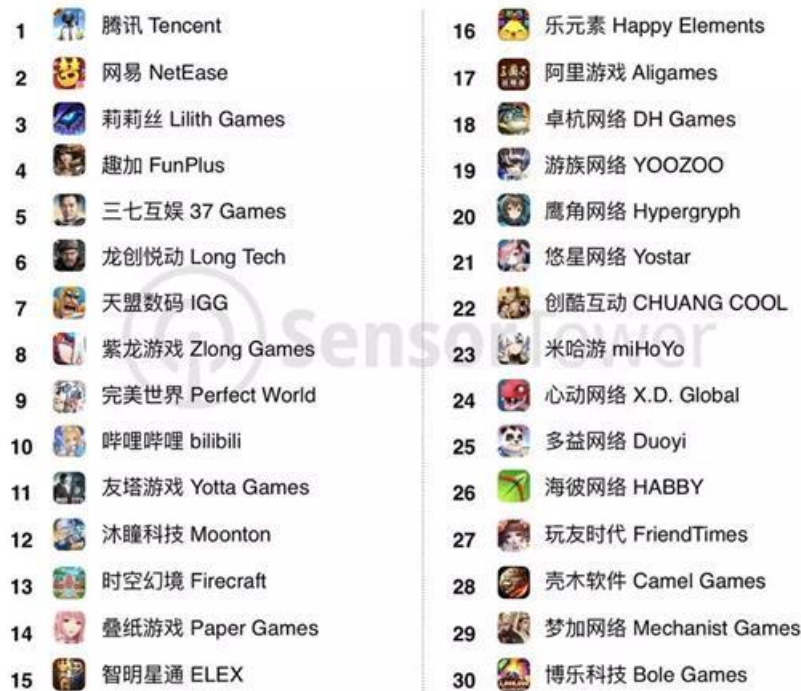 1 腾讯 Tencent
2 网易 NetEase
3 莉莉丝 Lilith Games
4 趣加 FunPlus
5 三七互娱 37 Games
6 龙创悦动 Long Tech
7 天盟数码 IGG
8 紫龙游戏 Zlong Games
9 完美世界 Perfect World
10 哔哩哔哩 bilibili
11 友塔游戏 Yotta Games
12 沐瞳科技 Moonton
13 时空幻境 Firecraft
14 叠纸游戏 Paper Games
15 智明星通 ELEX
16 乐元素 Happy Elements
17 阿里游戏 Aligames
18 卓杭网络 DH Games
19 游族网络 YOOZOO
20 鹰角网络 Hypergryph
21 悠星网络 Yostar
22 创酷互动 CHUANG COOL
23 米哈游 miHoYo
24 心动网络 X.D. Global
25 多益网络 Duoyi
26 海彼网络 HABBY
27 玩友时代 FriendTimes
28 壳木软件 Camel Games
29 梦加网络 Mechanist Games
30 博乐科技 Bole Games
SensorTower